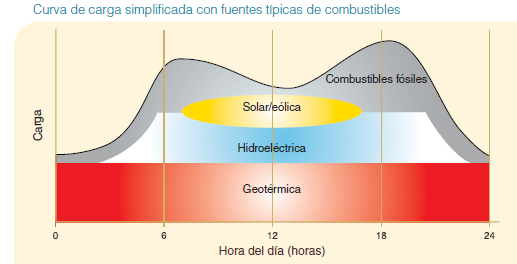 Curva de carga simplificada con fuentes típicas de combustibles
Combustibles fósiles
Solar/eólica
Hidroeléctrica
Geotérmica
Carga
0 6 12 18 24
Hora del día (horas)